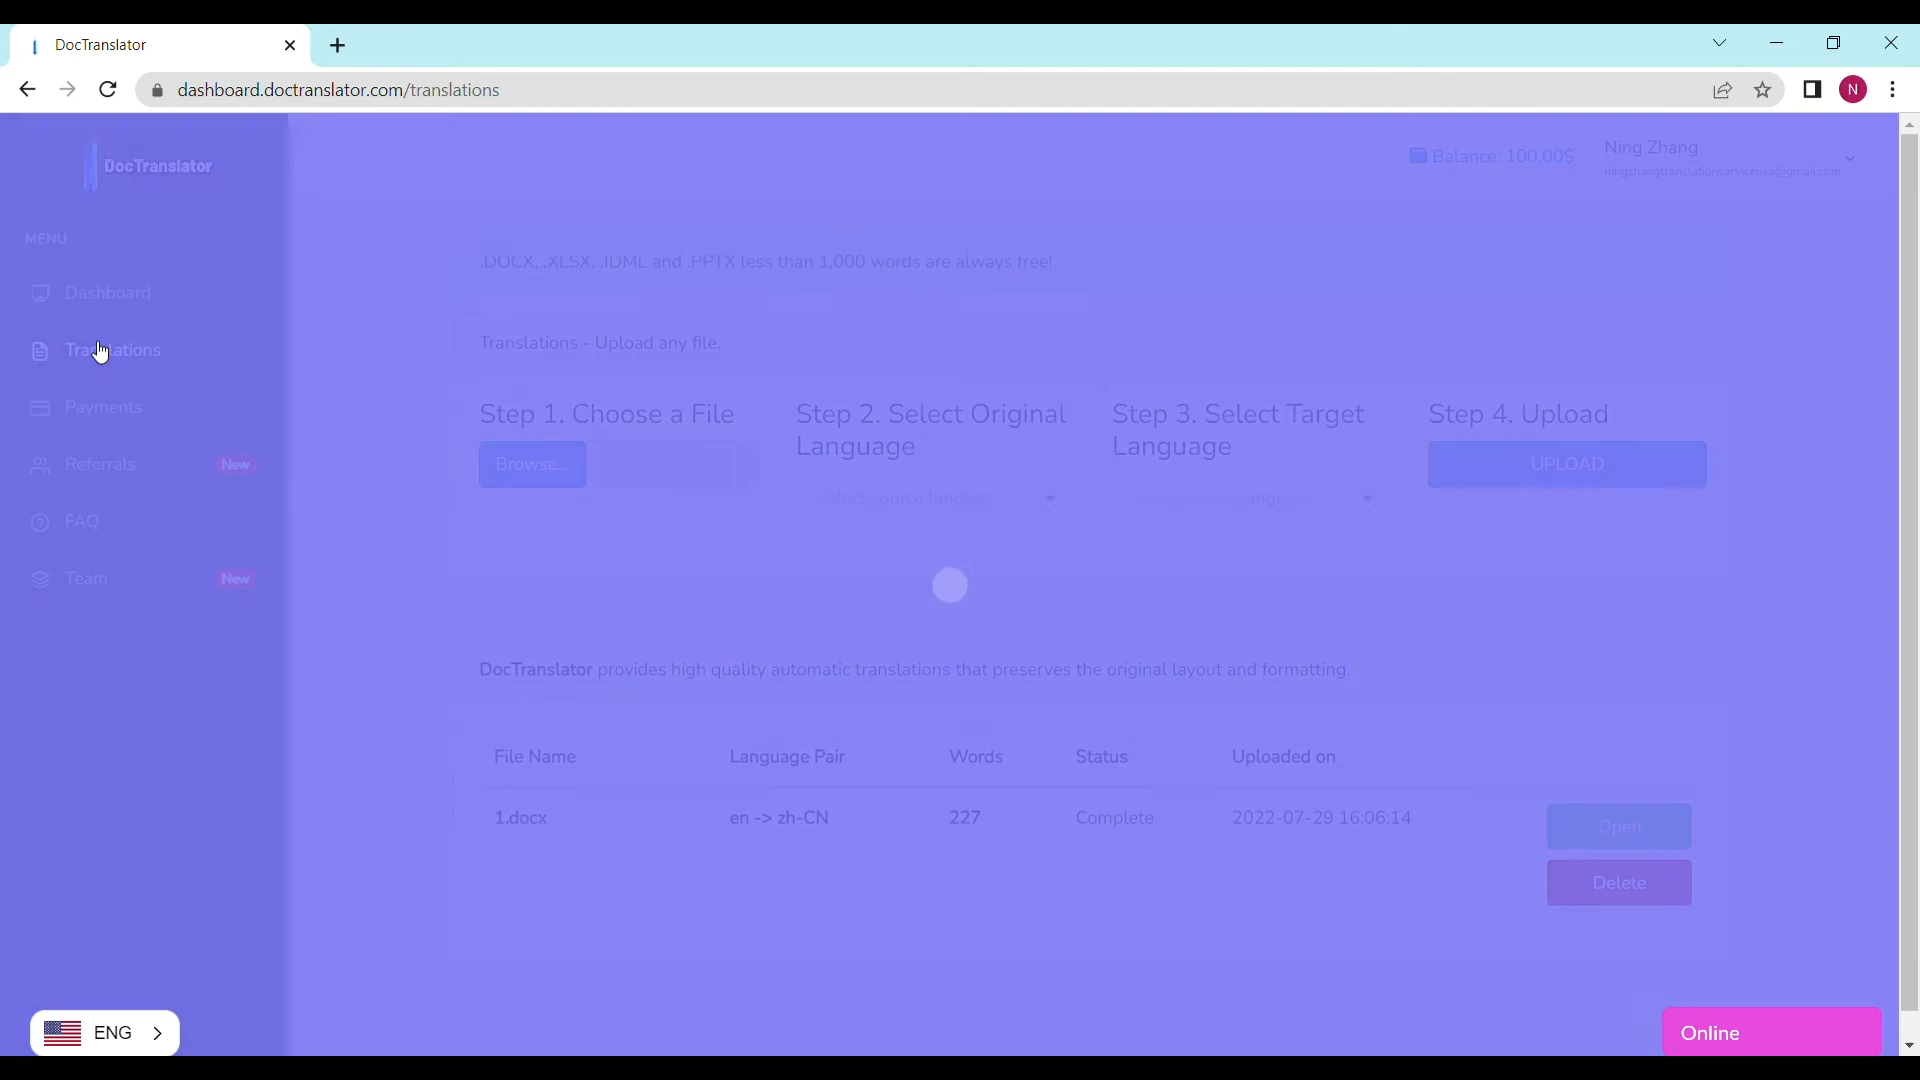 DocTranslator
dashboard.doctranslator.com/translations
N
DocTranslator
Balance: 100.00$
Ning Zhang
ningzhangtranslationserviceusa@gmail.com
MENU
Dashboard
Translations
Payments
Referrals New
FAQ
Team New
.DOCX, .XLSX, .IDML and .PPTX less than 1,000 words are always free!
Translations - Upload any file.
Step 1. Choose a File
Browse...
Step 2. Select Original
Language
Step 3. Select Target
Language
Step 4. Upload
UPLOAD
DocTranslator provides high quality automatic translations that preserves the original layout and formatting.
File Name Language Pair Words Status Uploaded on
1.docx en -> zh-CN 227 Complete 2022-07-29 16:06:14
Open
Delete
ENG
Online